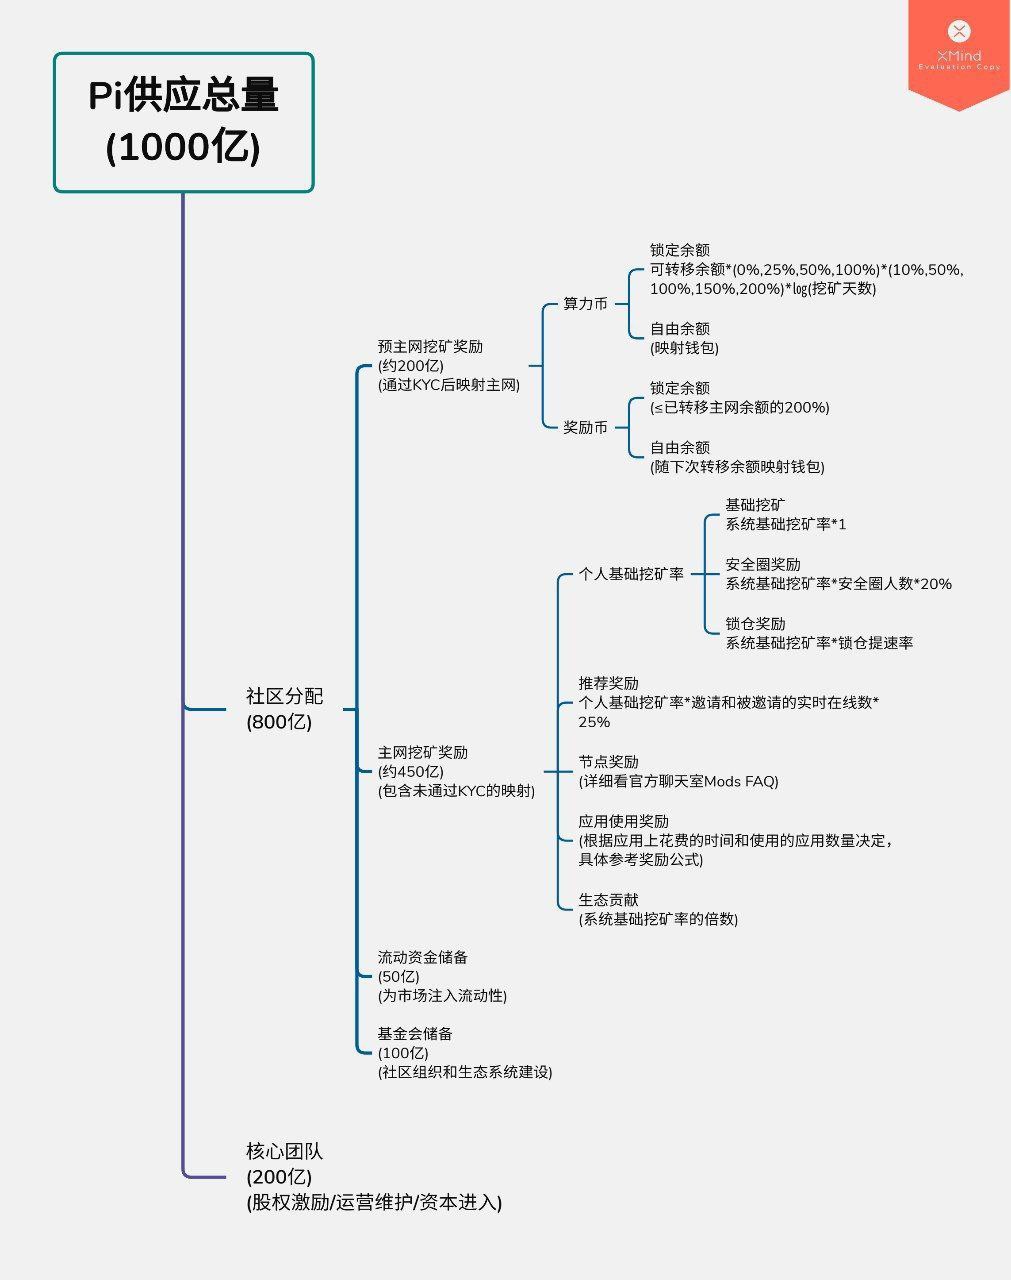 XMind
Evaluation Copy
Pi供应总量
(1000亿)
社区分配
(800亿)
预主网挖矿奖励
(约200亿)
(通过KYC后映射主网)
算力币
锁定余额
可转移余额*(0%,25%,50%,100%)*(10%,50%,
100%,150%,200%)*log(挖矿天数)
自由余额
(映射钱包)
奖励币
锁定余额
(≤已转移主网余额的200%)
自由余额
(随下次转移余额映射钱包)
主网挖矿奖励
(约450亿)
(包含未通过KYC的映射)
个人基础挖矿率
基础挖矿
系统基础挖矿率*1
安全圈奖励
系统基础挖矿率*安全圈人数*20%
锁仓奖励
系统基础挖矿率*锁仓提速率
推荐奖励
个人基础挖矿率*邀请和被邀请的实时在线数*
25%
节点奖励
(详细看官方聊天室Mods FAQ)
应用使用奖励
(根据应用上花费的时间和使用的应用数量决定，
具体参考奖励公式)
生态贡献
(系统基础挖矿率的倍数)
流动资金储备
(50亿)
(为市场注入流动性)
基金会储备
(100亿)
(社区组织和生态系统建设)
核心团队
(200亿)
(股权激励/运营维护/资本进入)